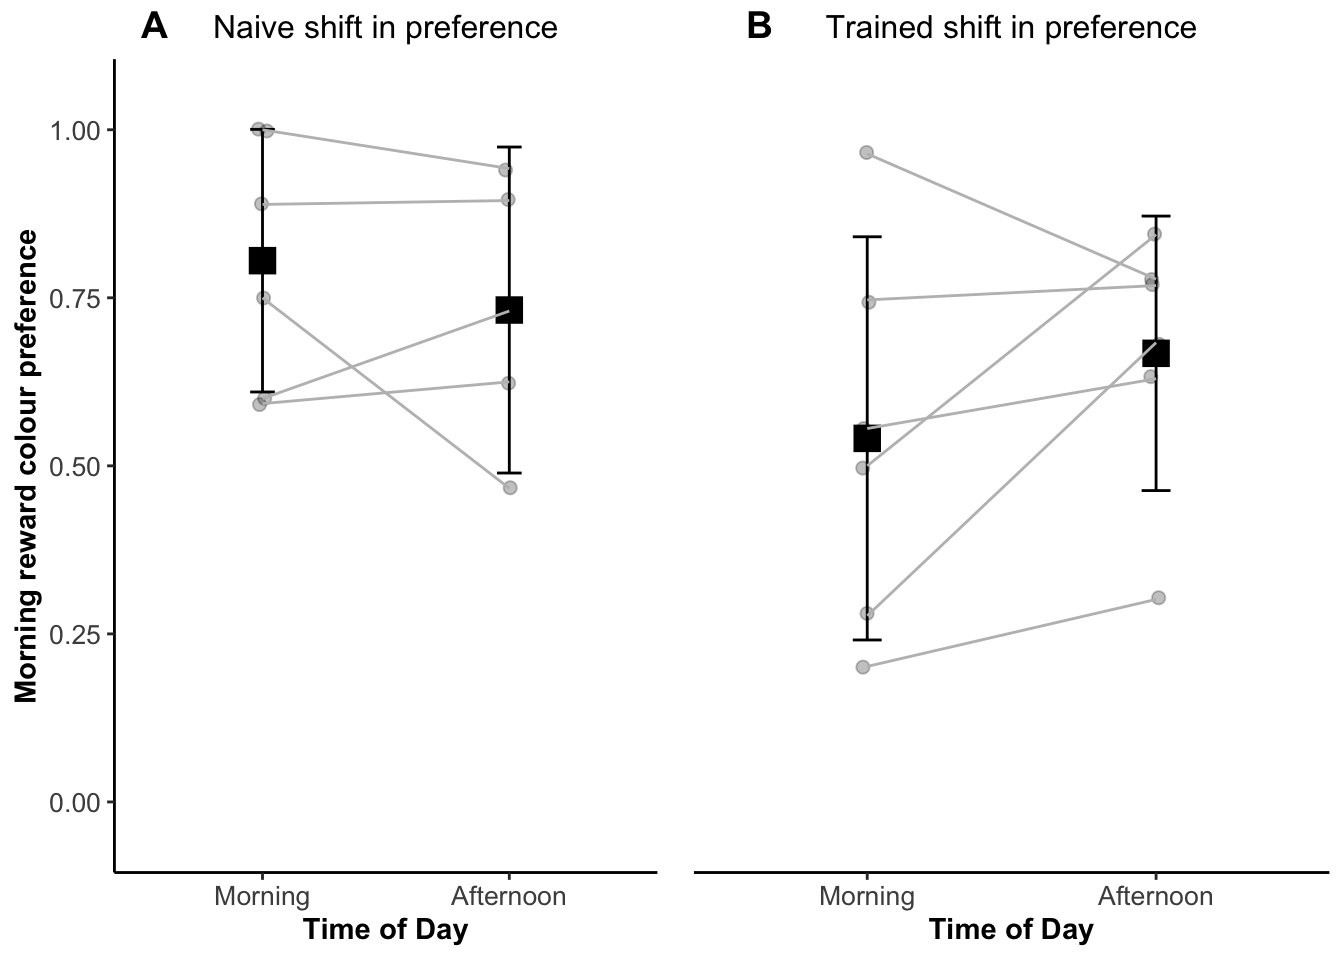 A Naive shift in preference
B Trained shift in preference
Morning reward colour preference
1.00
0.75
0.50
0.25
0.00
Morning Afternoon
Time of Day
Morning Afternoon
Time of Day